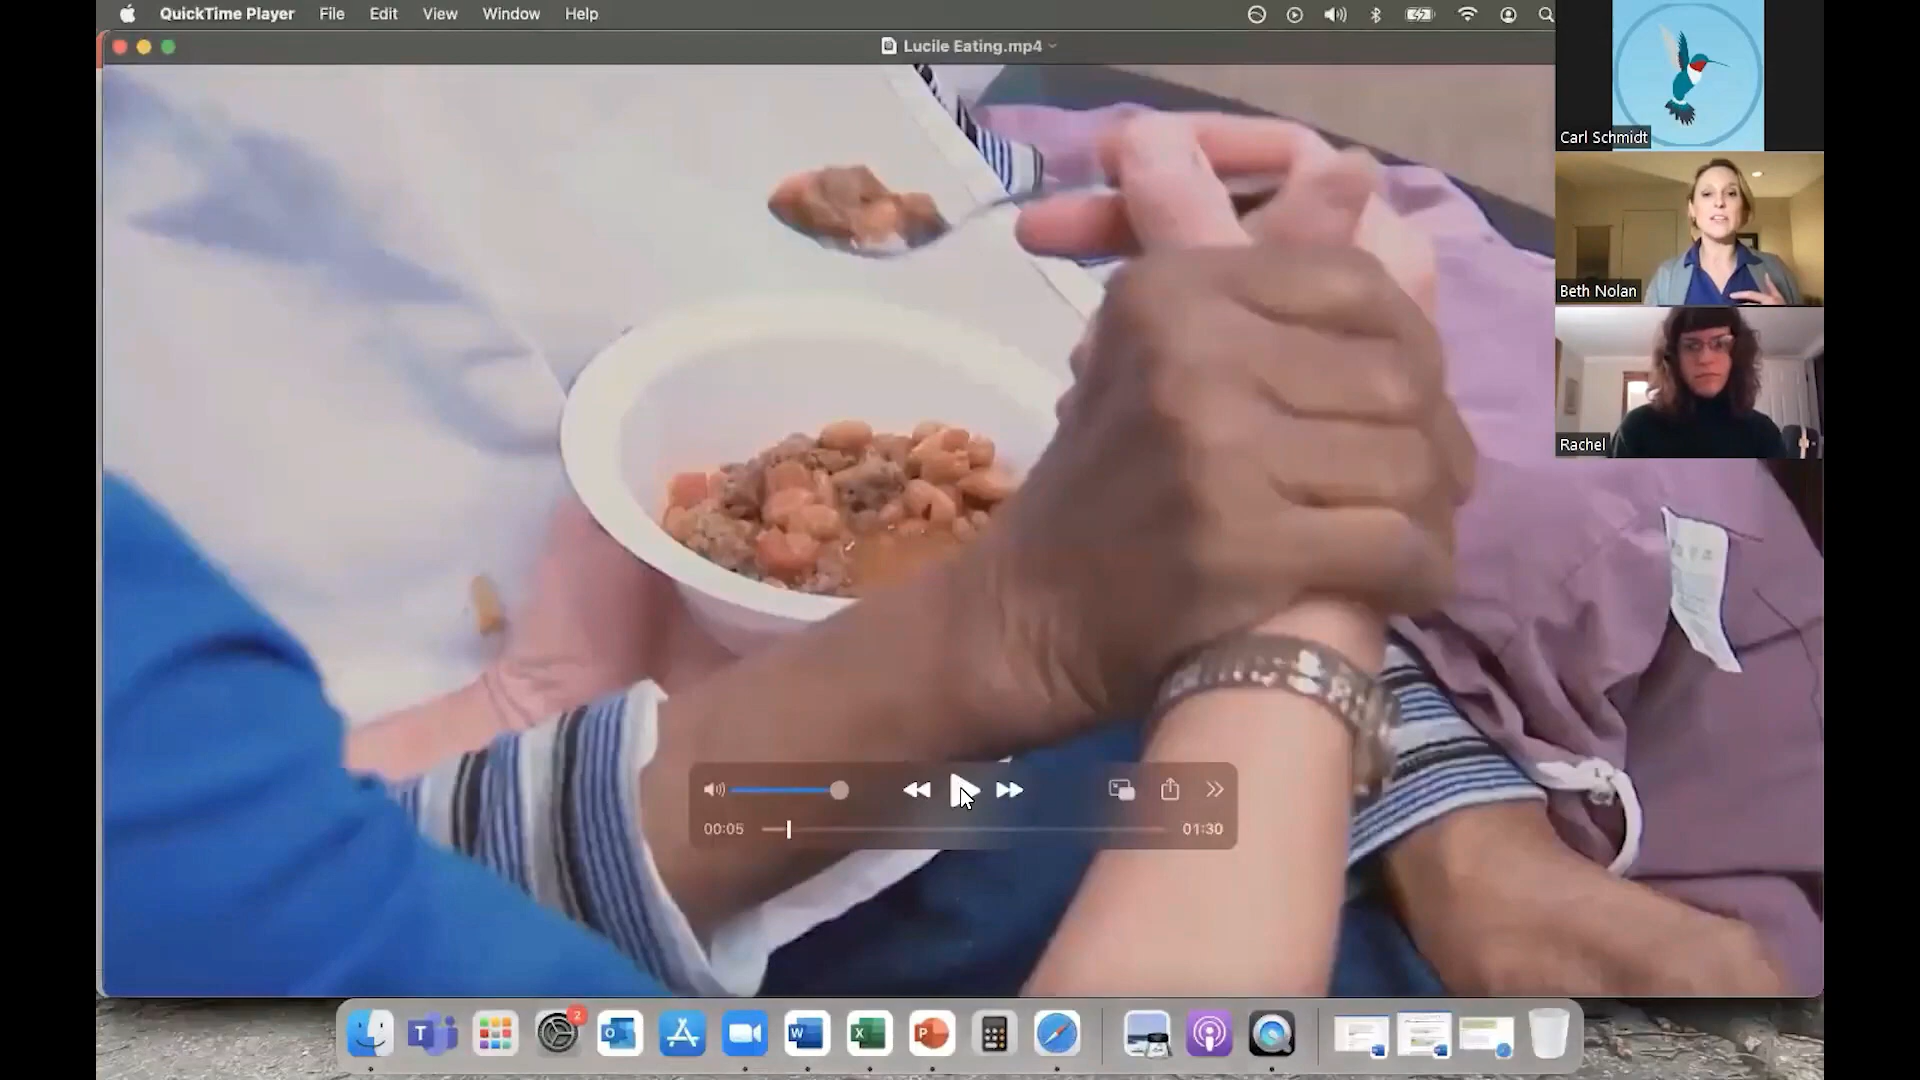 QuickTime Player File Edit View Window Help
Lucile Eating.mp4
Carl Schmidt
Beth Nolan
Rachel
00:05 01:30
2
T O W X P